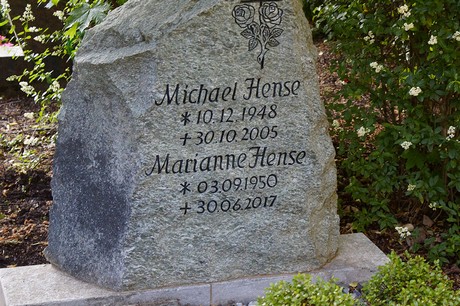 Michael Hense
* 10.12.1948
+ 30.10.2005
Marianne Hense
* 03.09.1950
+ 30.06.2017